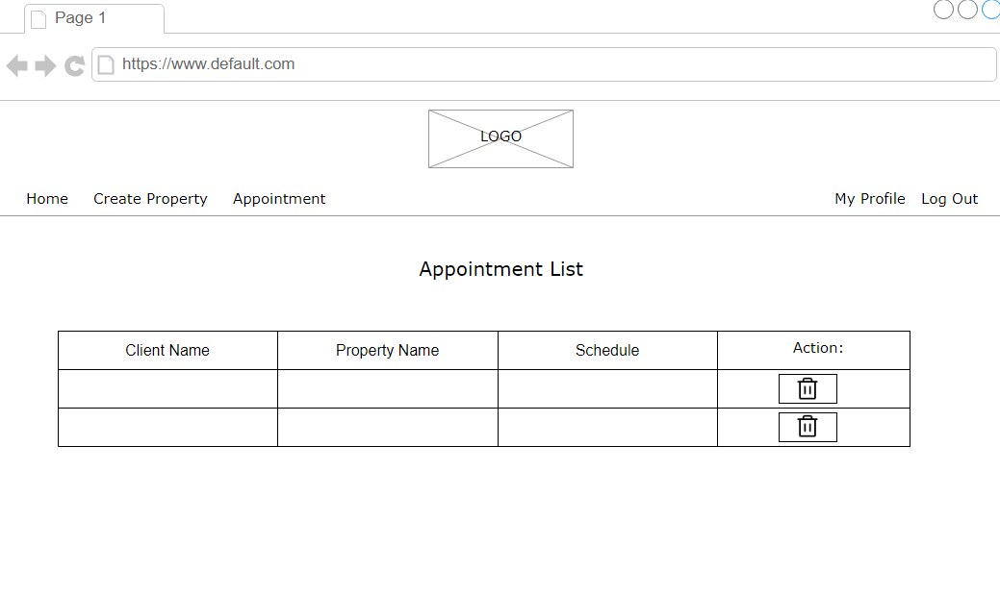 Page 1
https://www.default.com
LOGO
Home Create Property Appointment My Profile Log Out
Appointment List
Client Name Property Name Schedule Action: